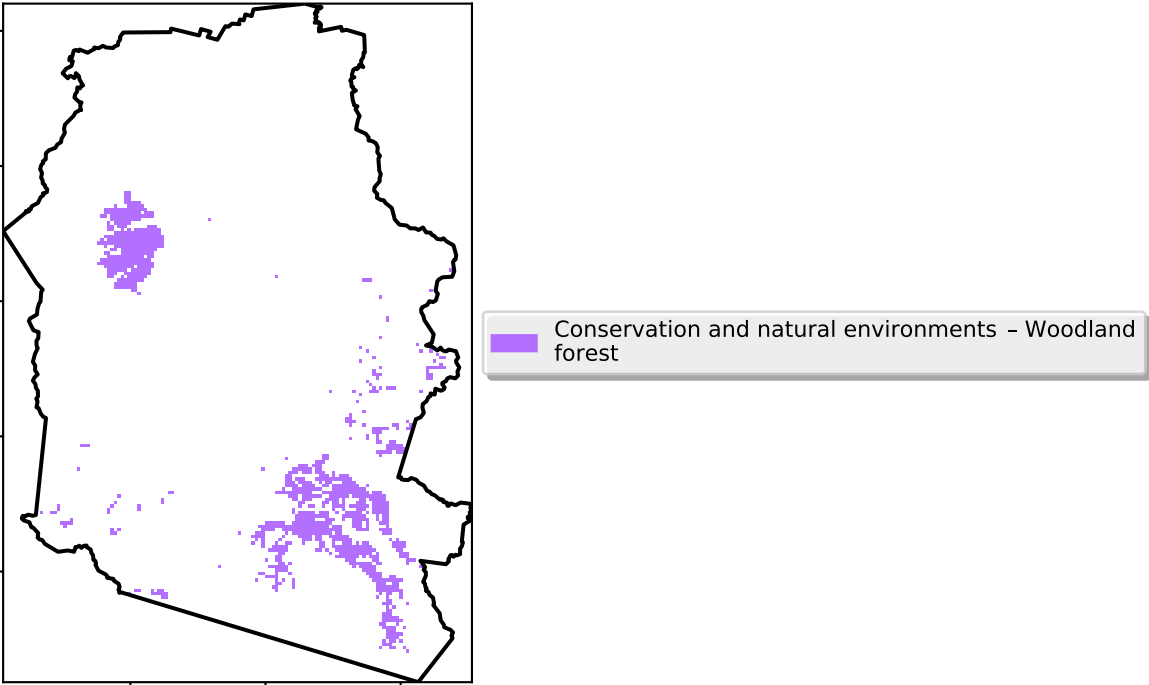 Conservation and natural environments – Woodland
forest